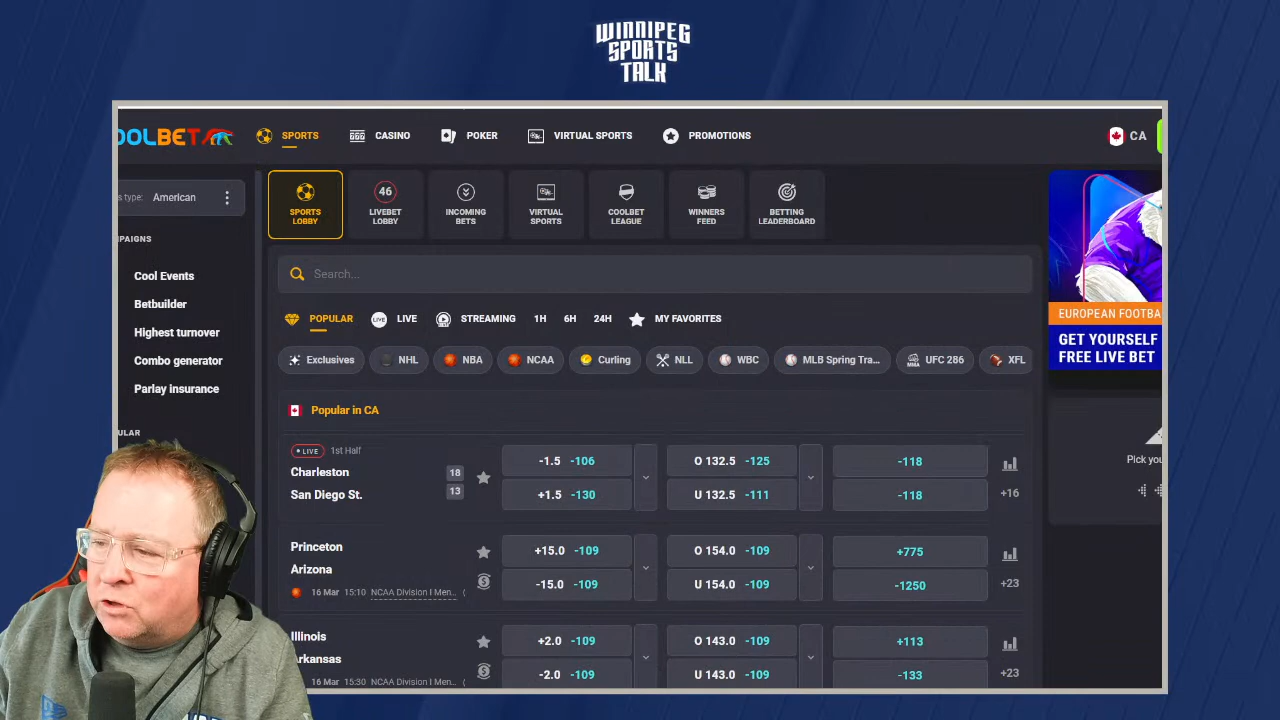 WINNIPEG
SPORTS
TALK
OOLBET
SPORTS
CASINO
POKER
VIRTUAL SPORTS
PROMOTIONS
CA
s type: American
46
SPORTS
LOBBY
LIVEBET
LOBBY
INCOMING
BETS
VIRTUAL
SPORTS
COOLBET
LEAGUE
WINNERS
FEED
BETTING
LEADERBOARD
PAIGNS
Cool Events
Betbuilder
Highest turnover
Combo generator
Parlay insurance
ULAR
Search...
POPULAR
LIVE
LIVE
STREAMING
1H
6H
24H
MY FAVORITES
Exclusives
NHL
NBA
NCAA
Curling
NLL
WBC
MLB Spring Tra...
MMA
UFC 286
XFL
EUROPEAN FOOTBA
GET YOURSELF
FREE LIVE BET
Pick you
Popular in CA
LIVE 1st Half
Charleston 18
San Diego St. 13
-1.5 -106
O 132.5 -125
-118
+1.5 -130
U 132.5 -111
-118
+16
Princeton
Arizona
16 Mar 15:10 NCAA Division I Men...
+15.0 -109
O 154.0 -109
+775
-15.0 -109
U 154.0 -109
-1250
+23
Illinois
Arkansas
16 Mar 15:30 NCAA Division I Men...
+2.0 -109
O 143.0 -109
+113
-2.0 -109
U 143.0 -109
-133
+23